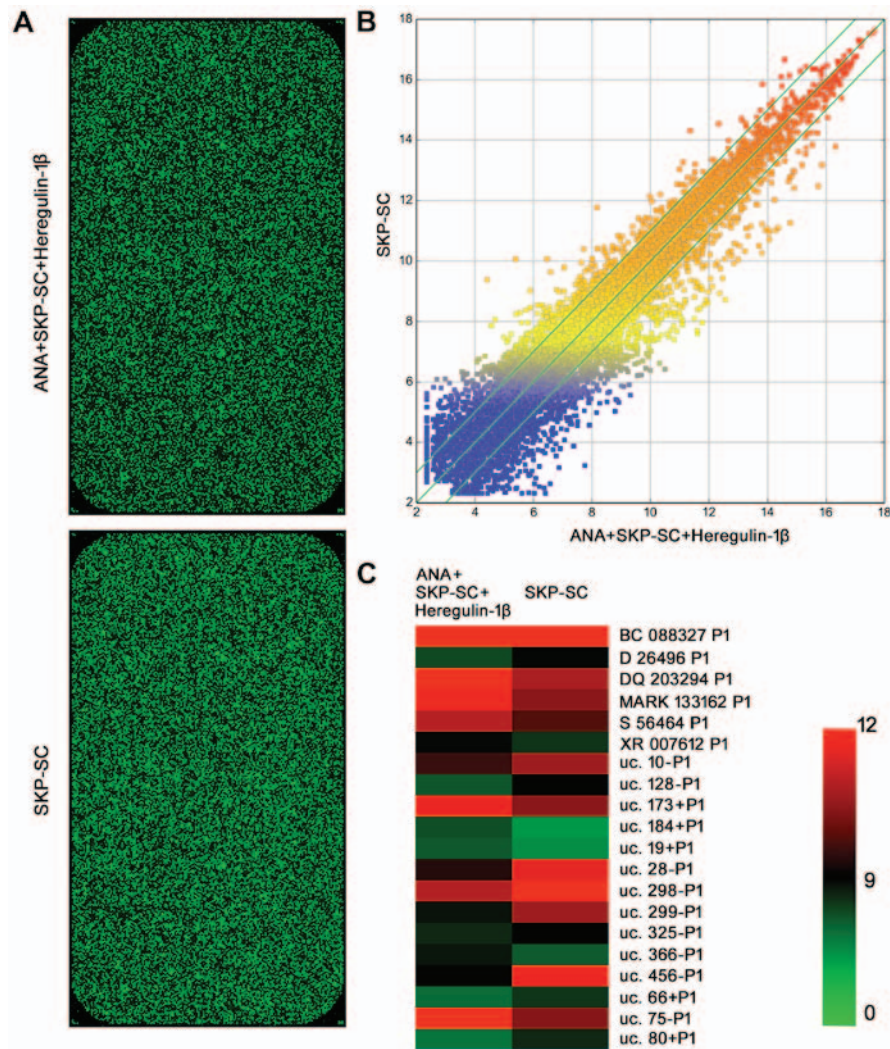 A
ANA+SKP-SC+Heregulin-1β
SKP-SC
B
18
16
14
12
10
8
6
4
2
2 4 6 8 10 12 14 16 18
SKP-SC
ANA+SKP-SC+Heregulin-1β
C
ANA+
SKP-SC+
Heregulin-1β
SKP-SC
BC 088327 P1
D 26496 P1
DQ 203294 P1
MARK 133162 P1
S 56464 P1
XR 007612 P1
uc. 10-P1
uc. 128-P1
uc. 173+P1
uc. 184+P1
uc. 19+P1
uc. 28-P1
uc. 298-P1
uc. 299-P1
uc. 325-P1
uc. 366-P1
uc. 456-P1
uc. 66+P1
uc. 75-P1
uc. 80+P1
12
9
0